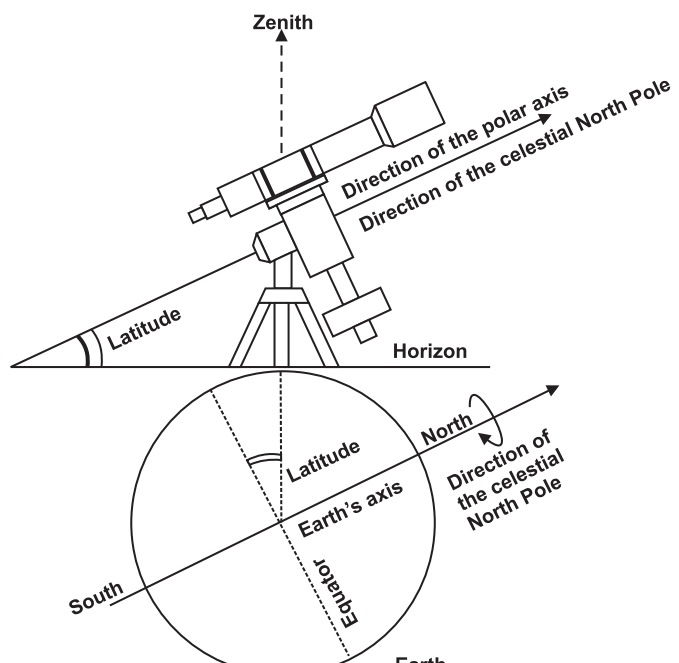 Zenith
Direction of the polar axis
Direction of the celestial North Pole
Latitude
Horizon
North
Latitude
Direction of
the celestial
North Pole
Earth's axis
Equator
South
Earth